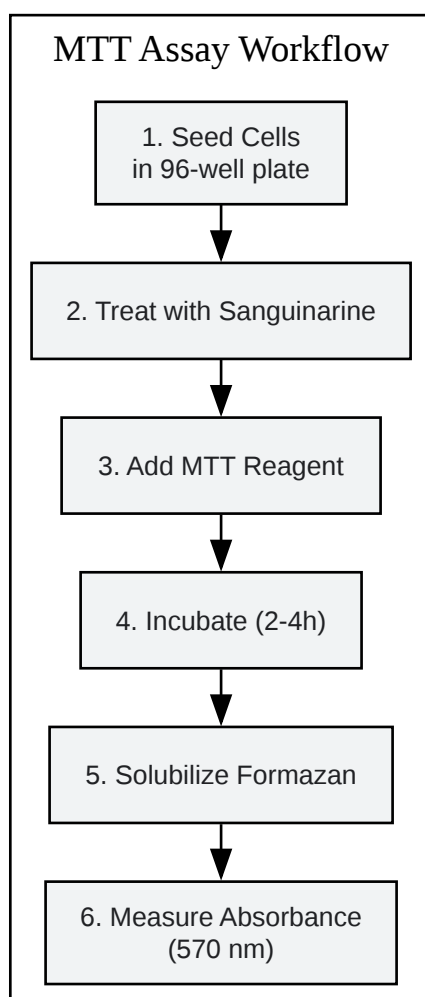 MTT Assay Workflow
1. Seed Cells
in 96-well plate
2. Treat with Sanguinarine
3. Add MTT Reagent
4. Incubate (2-4h)
5. Solubilize Formazan
6. Measure Absorbance
(570 nm)